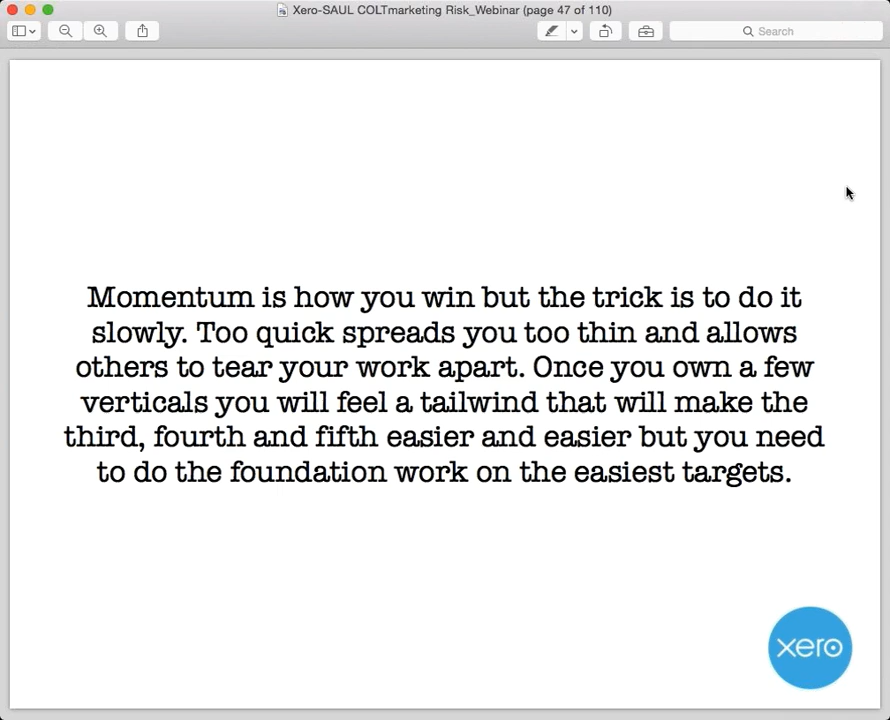 Xero-SAUL COLTmarketing Risk_Webinar (page 47 of 110)
Search
Momentum is how you win but the trick is to do it
slowly. Too quick spreads you too thin and allows
others to tear your work apart. Once you own a few
verticals you will feel a tailwind that will make the
third, fourth and fifth easier and easier but you need
to do the foundation work on the easiest targets.
xero